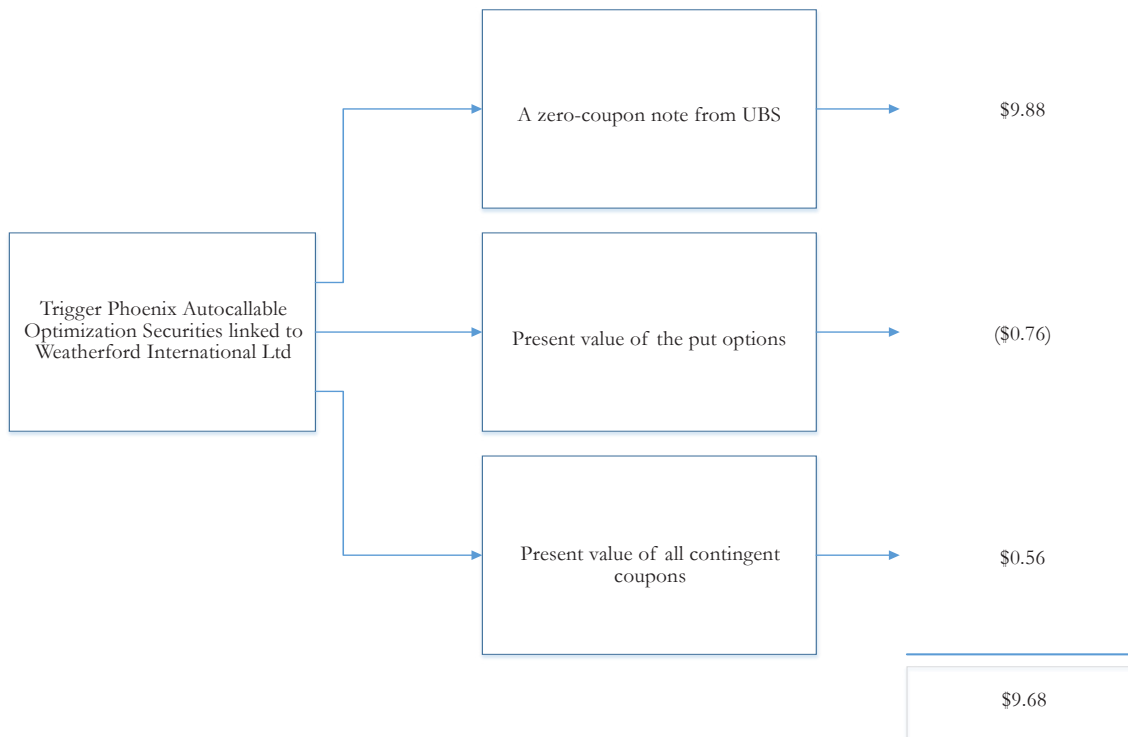 A zero-coupon note from UBS
$9.88
Trigger Phoenix Autocallable
Optimization Securities linked to
Weatherford International Ltd
Present value of the put options
($0.76)
Present value of all contingent
coupons
$0.56
$9.68